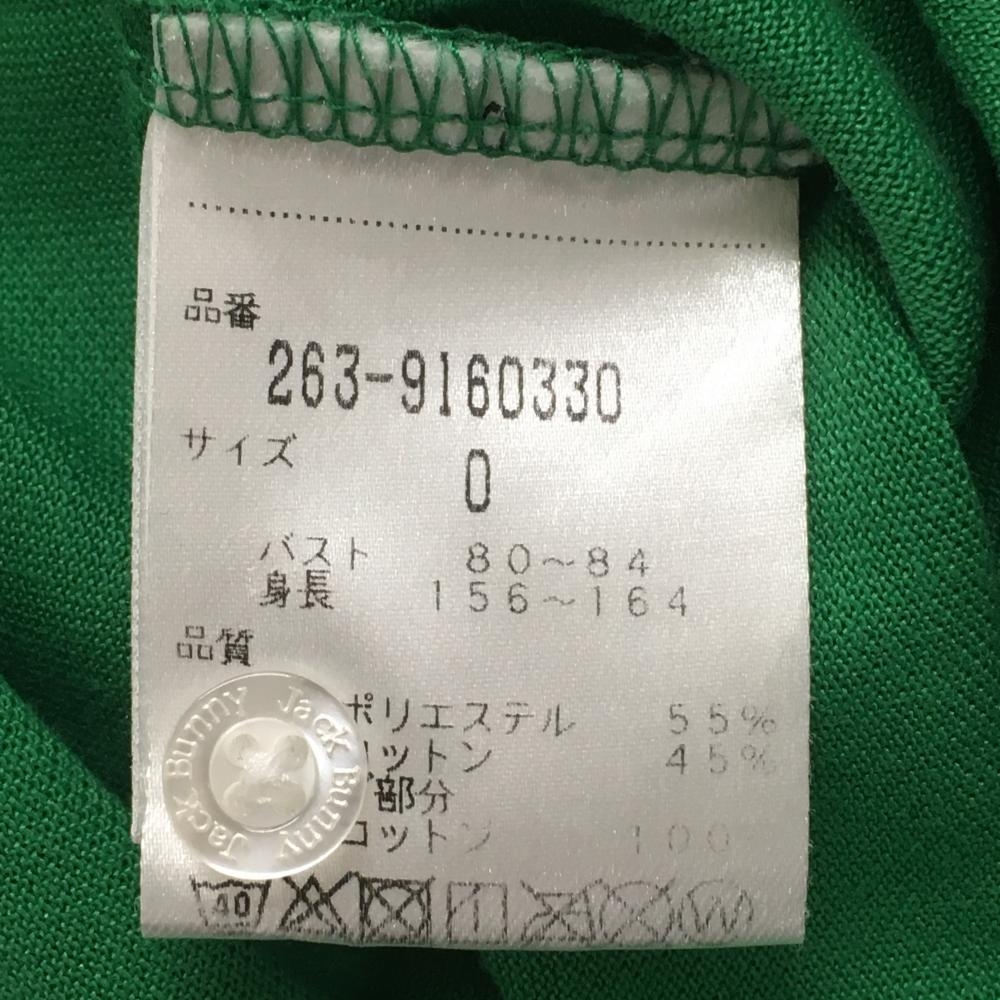 品番
263-9160330
サイズ
0
バスト 80～84
身長 156～164
品質
ポリエステル 55%
コットン 45%
部分
コットン 100
Jack Bunny Jack Bunny
40